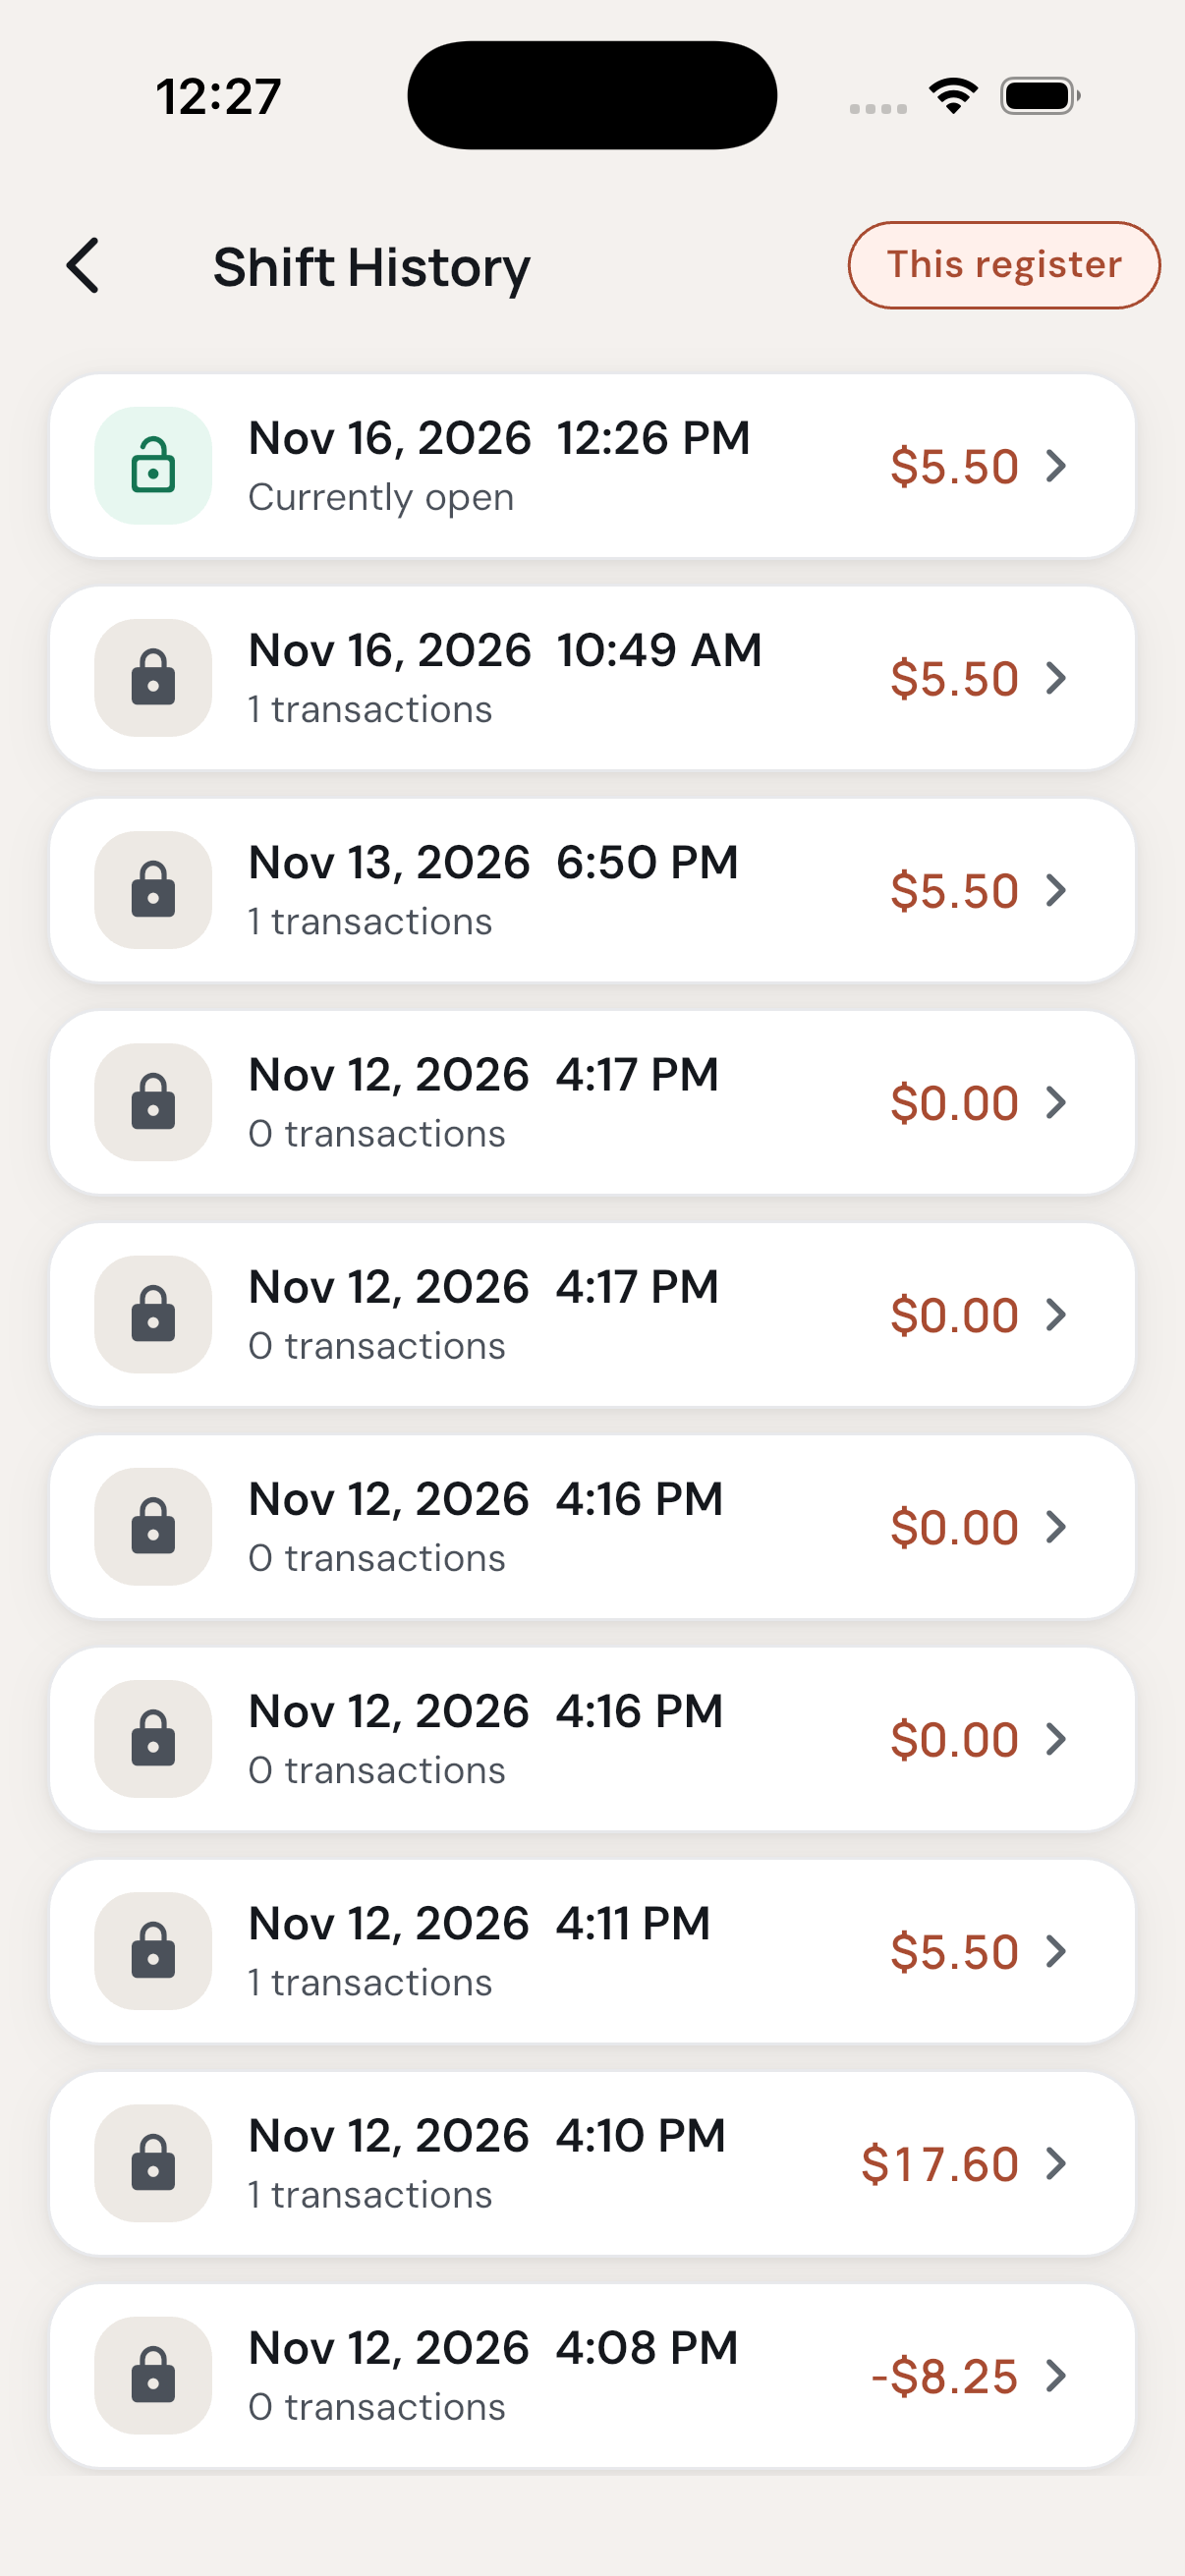 12:27
Shift History
This register
Nov 16, 2026 12:26 PM
Currently open
$5.50
Nov 16, 2026 10:49 AM
1 transactions
$5.50
Nov 13, 2026 6:50 PM
1 transactions
$5.50
Nov 12, 2026 4:17 PM
0 transactions
$0.00
Nov 12, 2026 4:17 PM
0 transactions
$0.00
Nov 12, 2026 4:16 PM
0 transactions
$0.00
Nov 12, 2026 4:16 PM
0 transactions
$0.00
Nov 12, 2026 4:11 PM
1 transactions
$5.50
Nov 12, 2026 4:10 PM
1 transactions
$17.60
Nov 12, 2026 4:08 PM
0 transactions
-$8.25